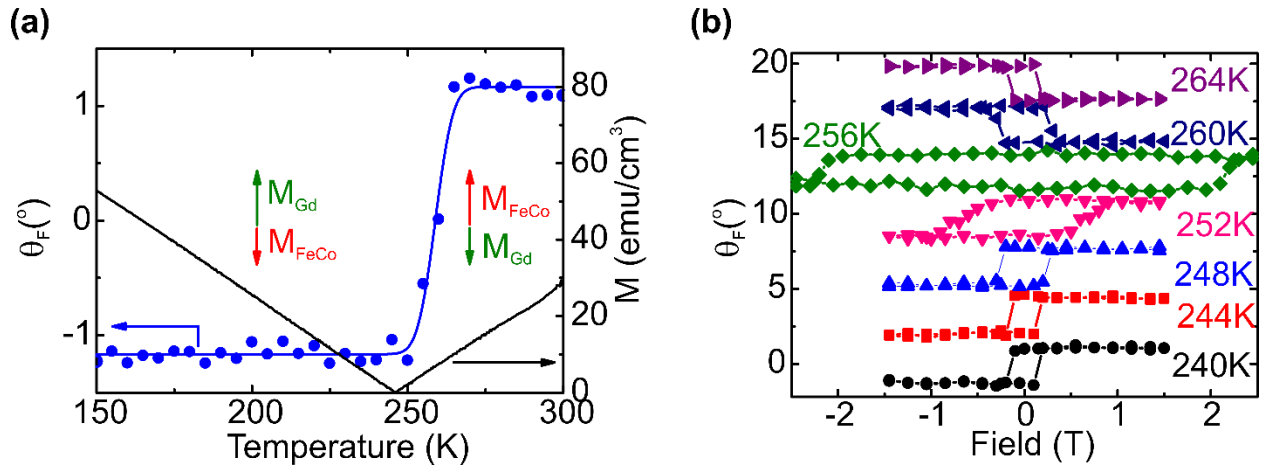 (a)
1
0
-1
θF(°)
150
200
250
300
Temperature (K)
80
60
40
20
0
M (emu/cm³)
MGd
MFeCo
MFeCo
MGd
(b)
20
15
10
5
0
θF(°)
-2
-1
0
1
2
Field (T)
264K
260K
256K
252K
248K
244K
240K